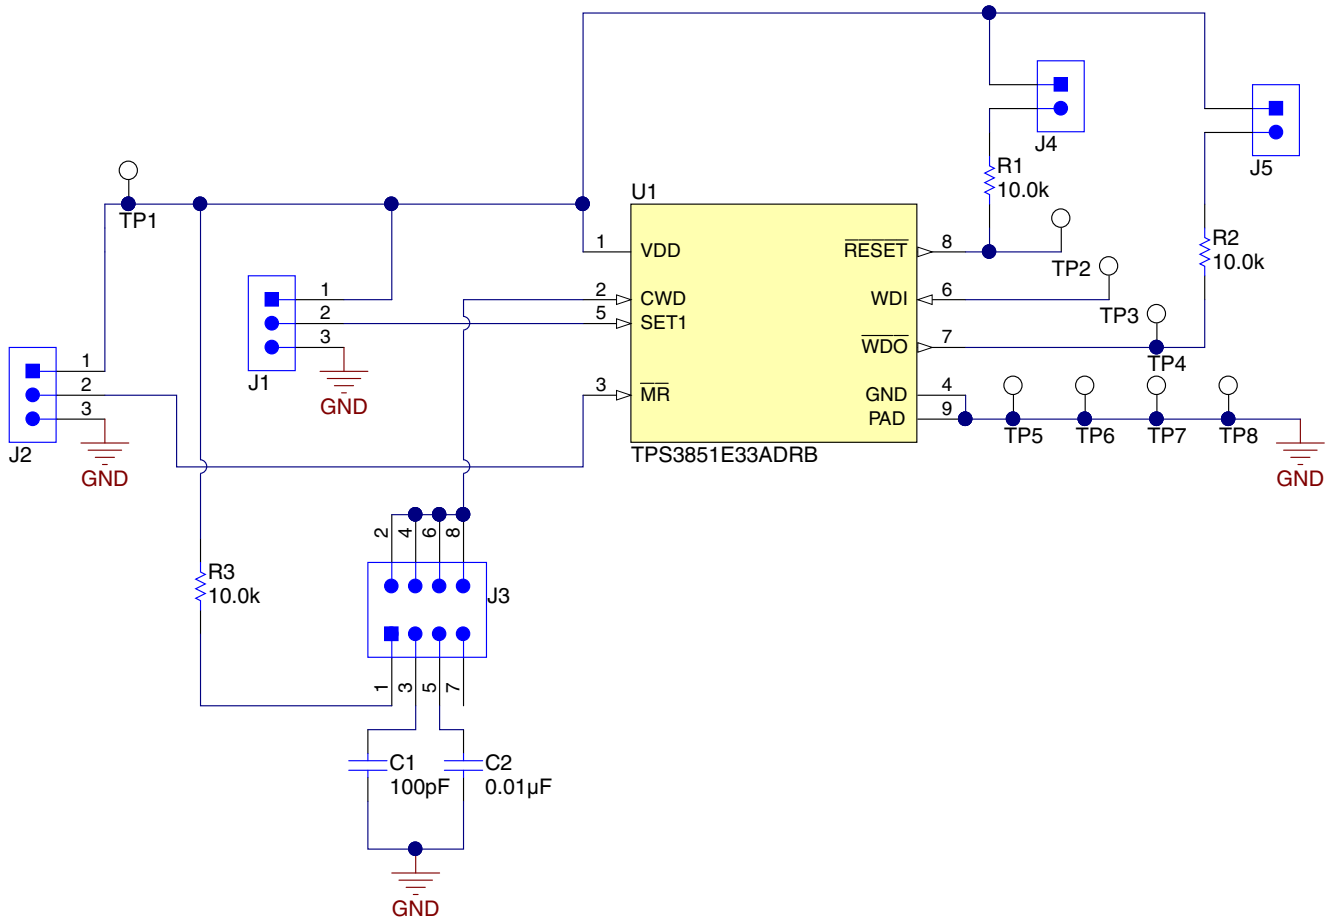 J4
R1
10.0k
J5
TP1
U1
1
VDD
RESET
8
TP2
R2
10.0k
1
2
CWD
WDI
6
2
5
SET1
TP3
3
WDO
7
TP4
J1
GND
1
2
3
3
MR
GND
4
PAD
9
TP5
TP6
TP7
TP8
J2
GND
TPS3851E33ADRB
GND
2
4
6
8
R3
10.0k
J3
1
3
5
7
C1
100pF
C2
0.01µF
GND